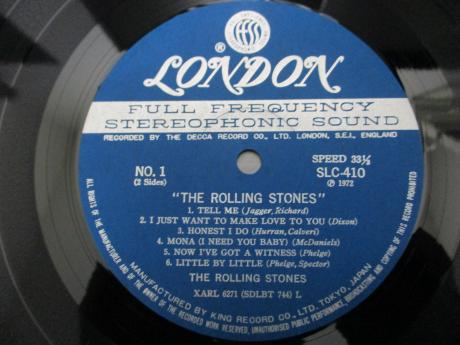 ffss
® LONDON
FULL FREQUENCY
STEREOPHONIC SOUND
RECORDED BY THE DECCA RECORD CO., LTD. LONDON, S.E.I., ENGLAND
NO. 1
(2 Sides)
SPEED 33⅓
SLC-410
℗ 1972
"THE ROLLING STONES"
1. TELL ME (Jagger, Richard)
2. I JUST WANT TO MAKE LOVE TO YOU (Dixon)
3. HONEST I DO (Hurran, Calveri)
4. MONA (I NEED YOU BABY) (McDaniels)
5. NOW I'VE GOT A WITNESS (Phelge)
6. LITTLE BY LITTLE (Phelge, Spector)
THE ROLLING STONES
XARL 6271 (SDLBT 744) L
MANUFACTURED BY KING RECORD CO., LTD. TOKYO, JAPAN
ALL RIGHTS OF THE MANUFACTURER AND OF THE OWNER OF THE RECORDED WORK RESERVED, UNAUTHORISED PUBLIC PERFORMANCE, BROADCASTING AND COPYING OF THIS RECORD PROHIBITED